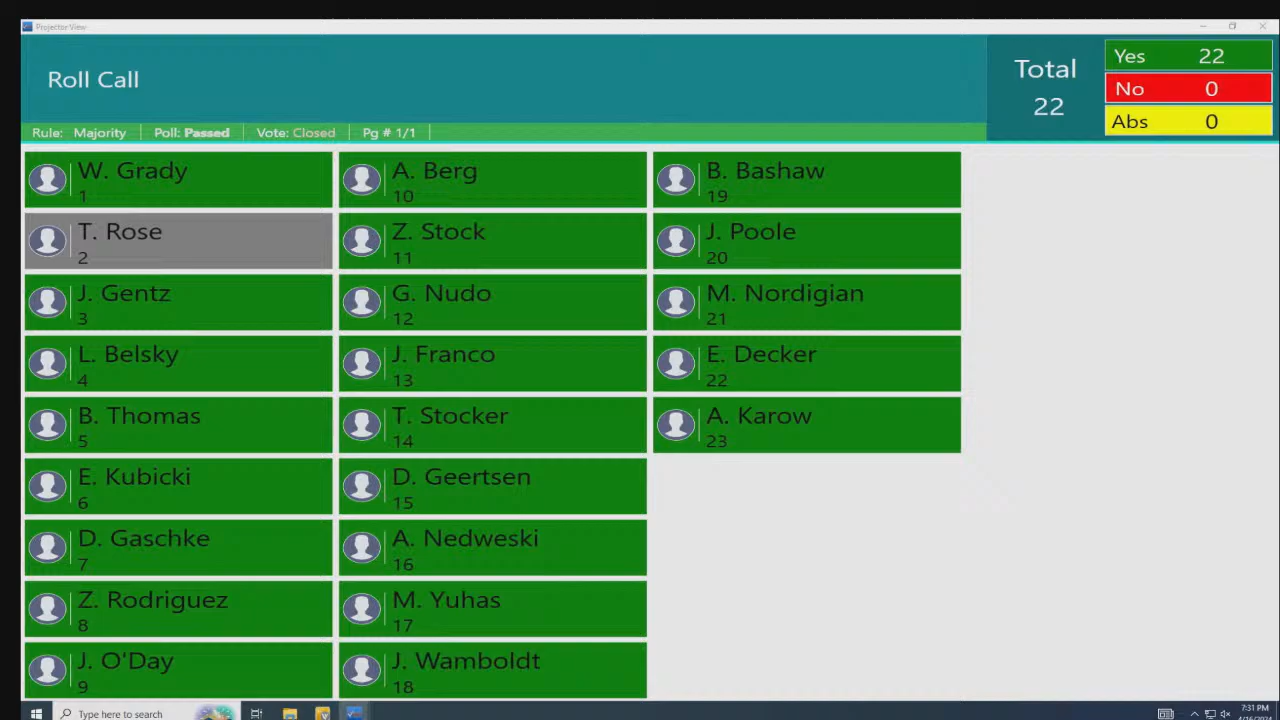 Projector View
Roll Call
Total
22
Yes 22
No 0
Abs 0
Rule: Majority Poll: Passed Vote: Closed Pg # 1/1
W. Grady
1
T. Rose
2
J. Gentz
3
L. Belsky
4
B. Thomas
5
E. Kubicki
6
D. Gaschke
7
Z. Rodriguez
8
J. O'Day
9
A. Berg
10
Z. Stock
11
G. Nudo
12
J. Franco
13
T. Stocker
14
D. Geertsen
15
A. Nedweski
16
M. Yuhas
17
J. Wamboldt
18
B. Bashaw
19
J. Poole
20
M. Nordigian
21
E. Decker
22
A. Karow
23
Type here to search
7:31 PM